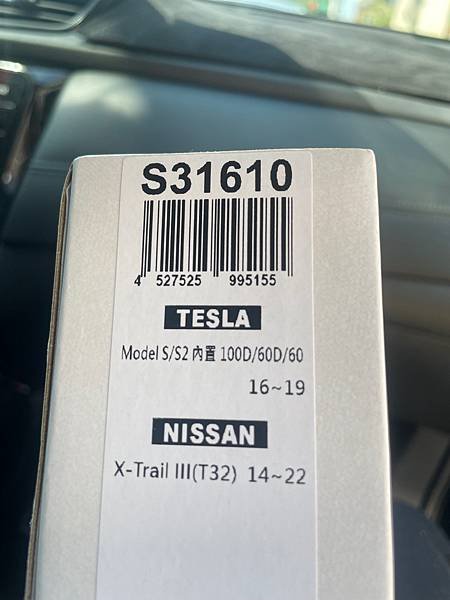 S31610
4 527525 995155
TESLA
Model S/S2 內置 100D/60D/60
16~19
NISSAN
X-Trail III(T32) 14~22